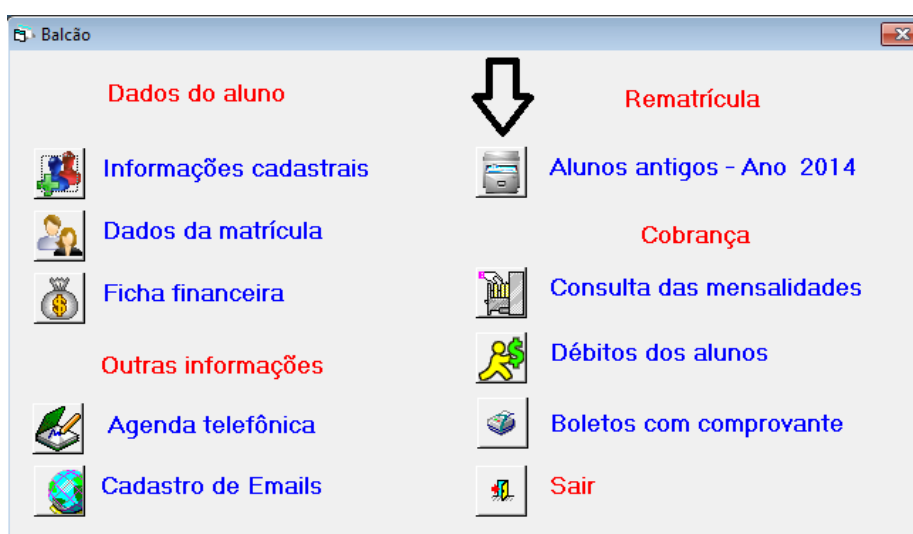 Balcão
Dados do aluno
Informações cadastrais
Dados da matrícula
Ficha financeira
Outras informações
Agenda telefônica
Cadastro de Emails
Rematrícula
Alunos antigos - Ano 2014
Cobrança
Consulta das mensalidades
Débitos dos alunos
Boletos com comprovante
Sair